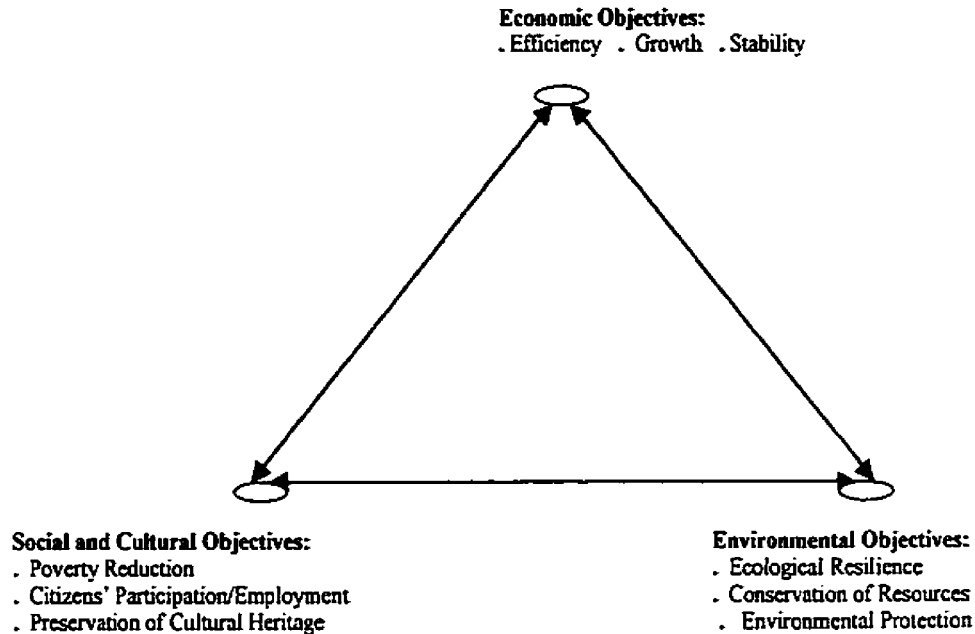 Economic Objectives:
. Efficiency . Growth . Stability
Social and Cultural Objectives:
. Poverty Reduction
. Citizens' Participation/Employment
. Preservation of Cultural Heritage
Environmental Objectives:
. Ecological Resilience
. Conservation of Resources
. Environmental Protection